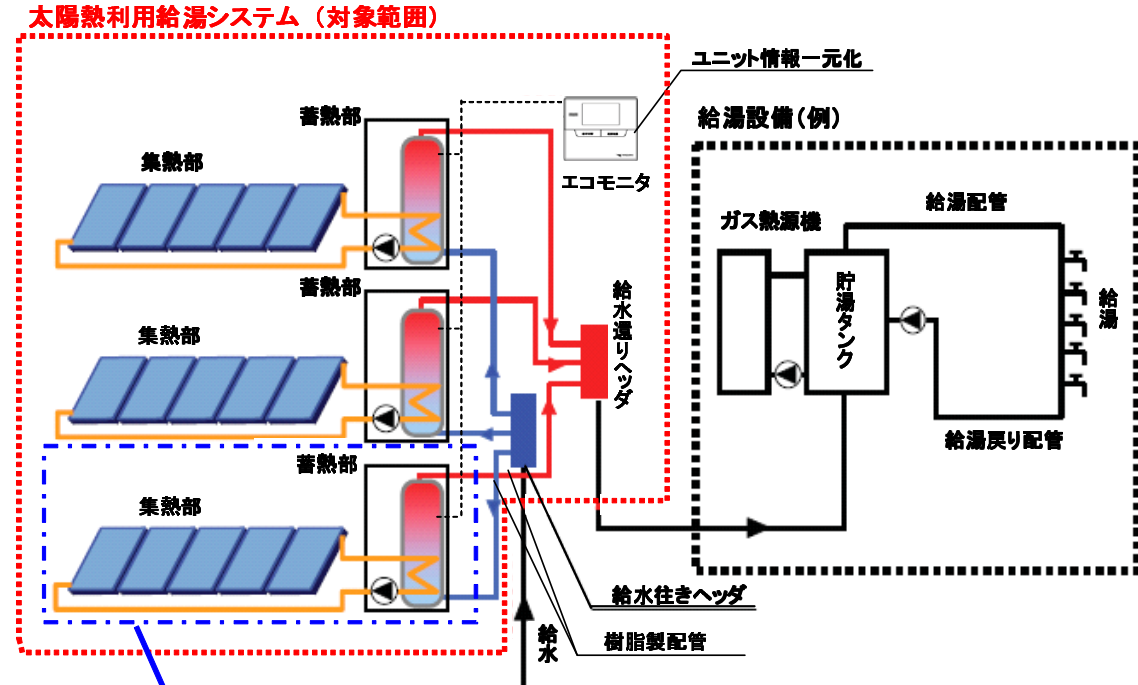 太陽熱利用給湯システム（対象範囲）
ユニット情報一元化
給湯設備（例）
蓄熱部
集熱部
エコモニタ
給湯配管
ガス熱源機
貯湯タンク
給湯
蓄熱部
集熱部
給水還りヘッダ
給湯戻り配管
蓄熱部
集熱部
給水往きヘッダ
給水
樹脂製配管